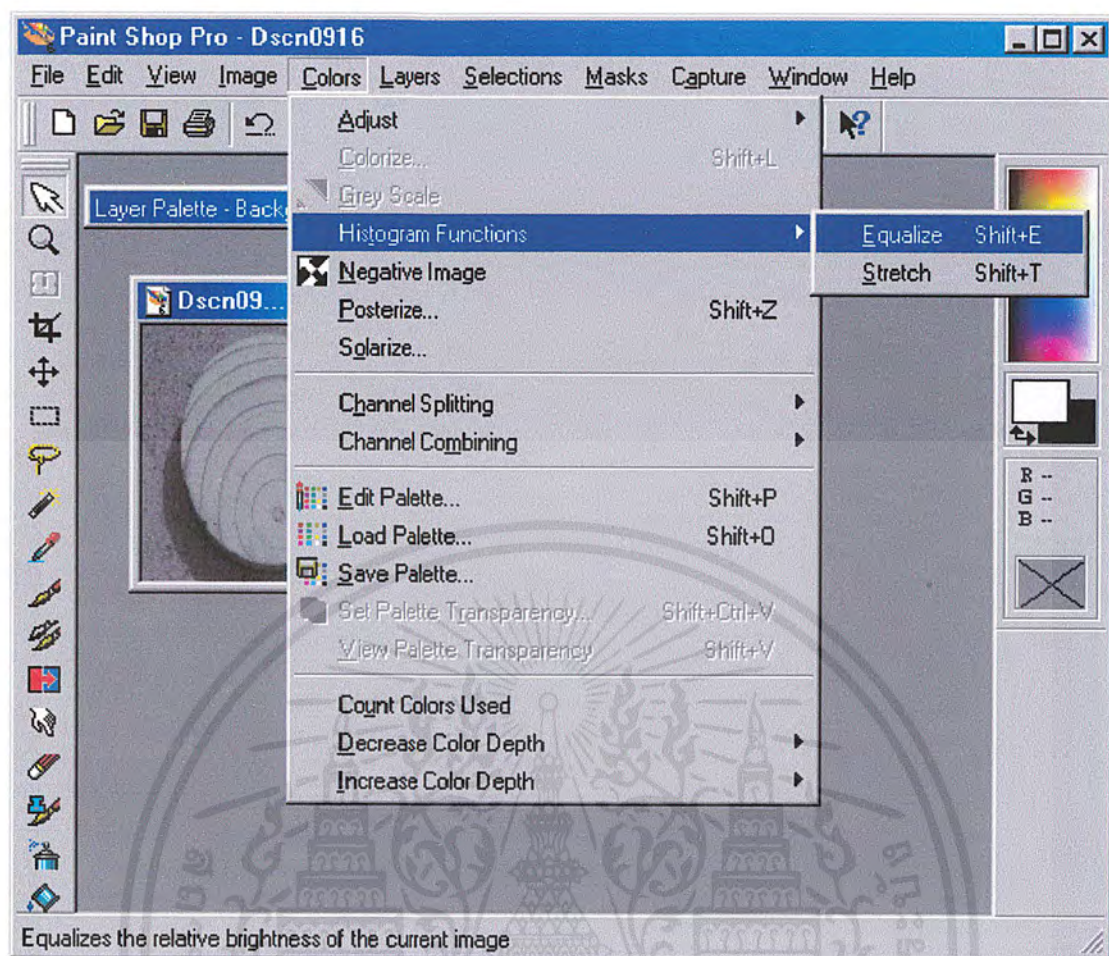 Paint Shop Pro - Dscn0916
File Edit View Image Colors Layers Selections Masks Capture Window Help
Adjust
Colorize... Shift+L
Grey Scale
Layer Palette - Back
Histogram Functions
Equalize Shift+E
Negative Image
Stretch Shift+T
Dscn09...
Posterize... Shift+Z
Solarize...
Channel Splitting
Channel Combining
R --
G --
B --
Edit Palette... Shift+P
Load Palette... Shift+O
Save Palette...
Set Palette Transparency... Shift+Ctrl+V
View Palette Transparency Shift+V
Count Colors Used
Decrease Color Depth
Increase Color Depth
Equalizes the relative brightness of the current image